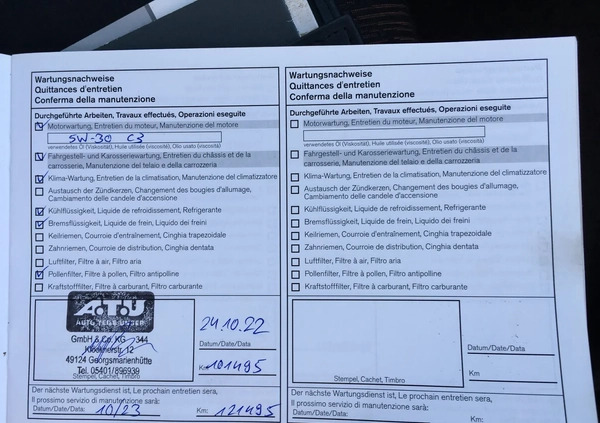 Wartungsnachweise
Quittances d'entretien
Conferma della manutenzione
Durchgeführte Arbeiten, Travaux effectués, Operazioni eseguite
Motorwartung, Entretien du moteur, Manutenzione del motore
5W-30 C3
verwendetes Öl (Viskosität), Huile utilisée (viscosité), Olio usato (viscosità)
Fahrgestell- und Karosseriewartung, Entretien du châssis et de la
carrosserie, Manutenzione del telaio e della carrozzeria
Klima-Wartung, Entretien de la climatisation, Manutenzione del climatizzatore
Austausch der Zündkerzen, Changement des bougies d'allumage,
Cambiamento delle candele d'accensione
Kühlflüssigkeit, Liquide de refroidissement, Refrigerante
Bremsflüssigkeit, Liquide de frein, Liquido dei freini
Keilriemen, Courroie d'entraînement, Cinghia trapezoidale
Zahnriemen, Courroie de distribution, Cinghia dentata
Luftfilter, Filtre à air, Filtro aria
Pollenfilter, Filtre à pollen, Filtro antipolline
Kraftstofffilter, Filtre à carburant, Filtro carburante
A.T.U
AUTO TEILE UNGER
GmbH & Co. KG 344
Klöcknerstr. 12
49124 Georgsmarienhütte
Tel. 05401/896939
Stempel, Cachet, Timbro
24.10.22
Datum/Date/Data:
Km: 101495
Der nächste Wartungsdienst ist, Le prochain entretien sera,
Il prossimo servizio di manutenzione sarà:
Datum/Date/Data: 10/23 Km: 121495
Wartungsnachweise
Quittances d'entretien
Conferma della manutenzione
Durchgeführte Arbeiten, Travaux effectués, Operazioni eseguite
Motorwartung, Entretien du moteur, Manutenzione del motore
verwendetes Öl (Viskosität), Huile utilisée (viscosité), Olio usato (viscosità)
Fahrgestell- und Karosseriewartung, Entretien du châssis et de la
carrosserie, Manutenzione del telaio e della carrozzeria
Klima-Wartung, Entretien de la climatisation, Manutenzione del climatizzatore
Austausch der Zündkerzen, Changement des bougies d'allumage,
Cambiamento delle candele d'accensione
Kühlflüssigkeit, Liquide de refroidissement, Refrigerante
Bremsflüssigkeit, Liquide de frein, Liquido dei freini
Keilriemen, Courroie d'entraînement, Cinghia trapezoidale
Zahnriemen, Courroie de distribution, Cinghia dentata
Luftfilter, Filtre à air, Filtro aria
Pollenfilter, Filtre à pollen, Filtro antipolline
Kraftstofffilter, Filtre à carburant, Filtro carburante
Stempel, Cachet, Timbro
Datum/Date/Data:
Km
Der nächste Wartungsdienst ist, Le prochain entretien sera,
Il prossimo servizio di manutenzione sarà:
Datum/Date/Data: Km: